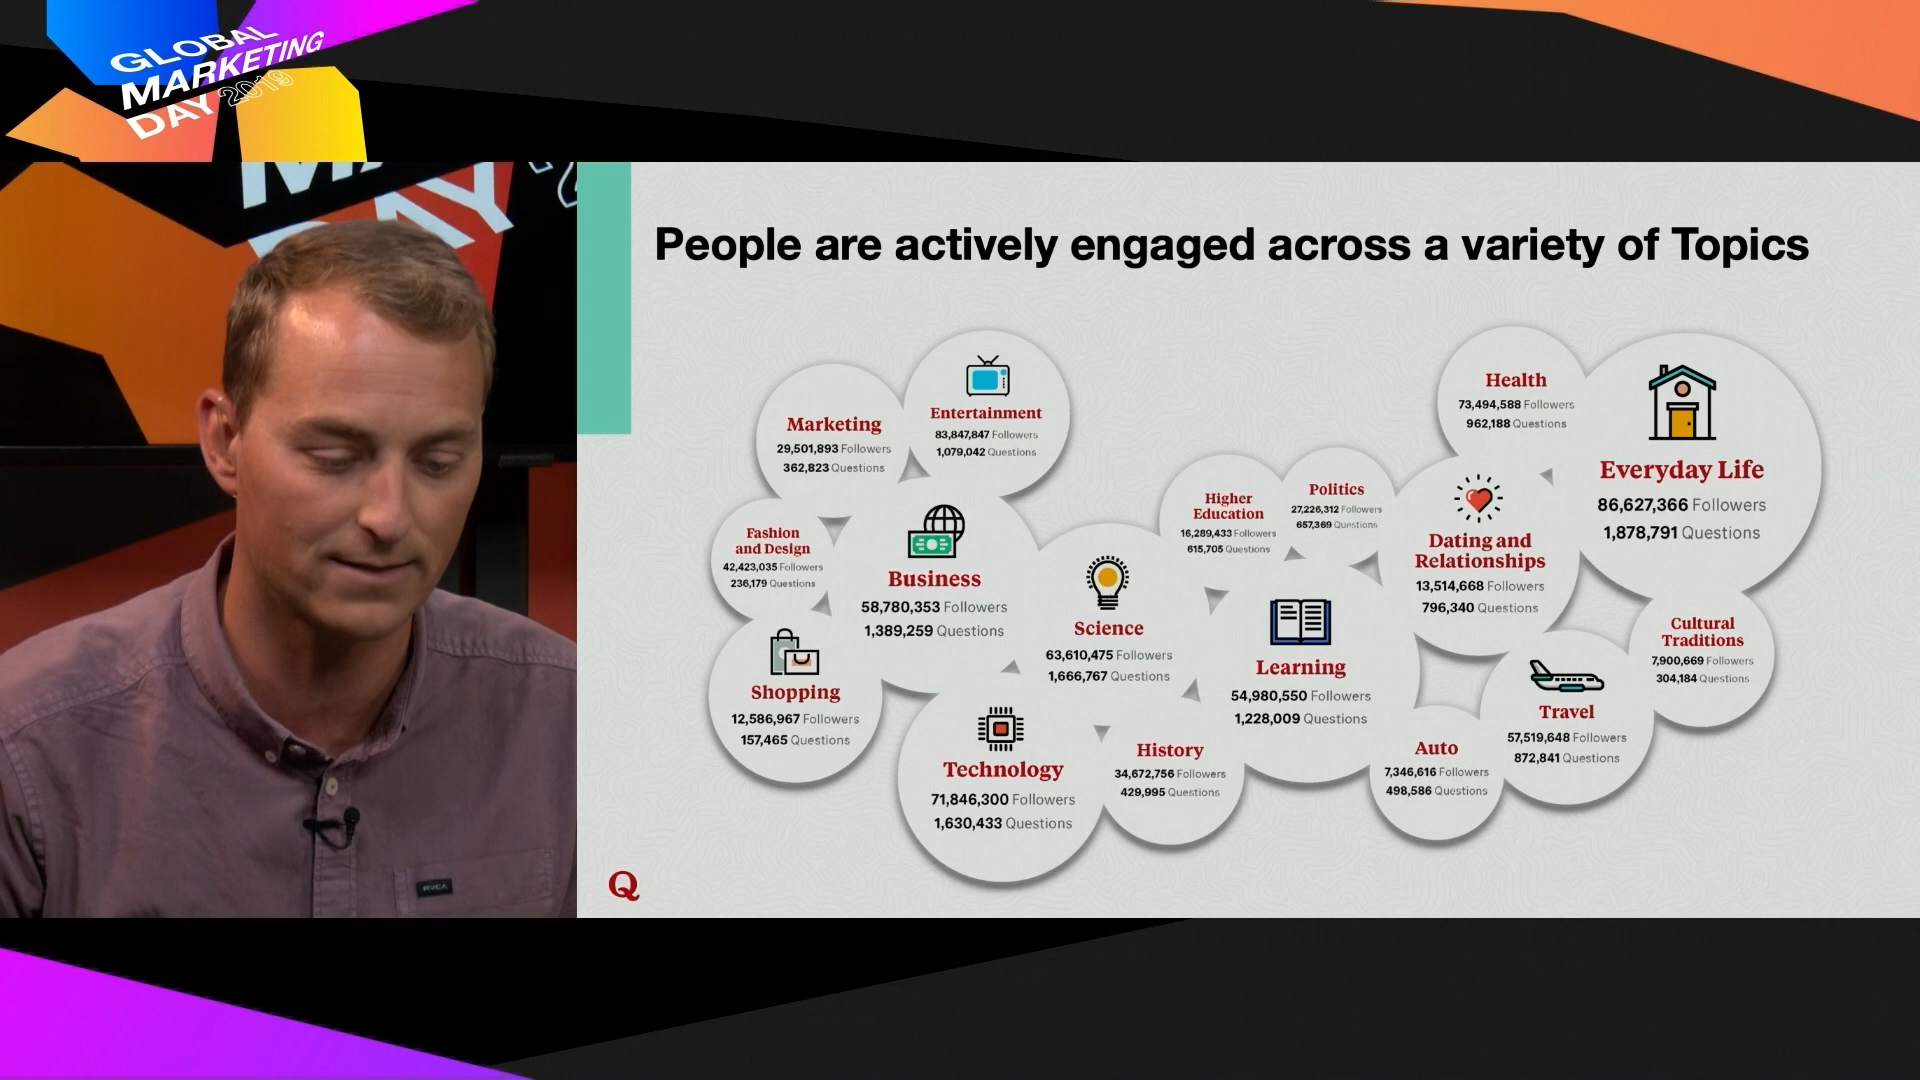 GLOBAL
MARKETING
DAY 2019
People are actively engaged across a variety of Topics
Marketing
29,501,893 Followers
362,823 Questions
Entertainment
83,847,847 Followers
1,079,042 Questions
Fashion
and Design
42,423,035 Followers
236,179 Questions
Business
58,780,353 Followers
1,389,259 Questions
Shopping
12,586,967 Followers
157,465 Questions
Technology
71,846,300 Followers
1,630,433 Questions
Science
63,610,475 Followers
1,666,767 Questions
History
34,672,756 Followers
429,995 Questions
Higher
Education
16,289,433 Followers
615,705 Questions
Politics
27,226,312 Followers
657,369 Questions
Learning
54,980,550 Followers
1,228,009 Questions
Health
73,494,588 Followers
962,188 Questions
Everyday Life
86,627,366 Followers
1,878,791 Questions
Dating and
Relationships
13,514,668 Followers
796,340 Questions
Cultural
Traditions
7,900,669 Followers
304,184 Questions
Travel
57,519,648 Followers
872,841 Questions
Auto
7,346,616 Followers
498,586 Questions
Q
RVCA